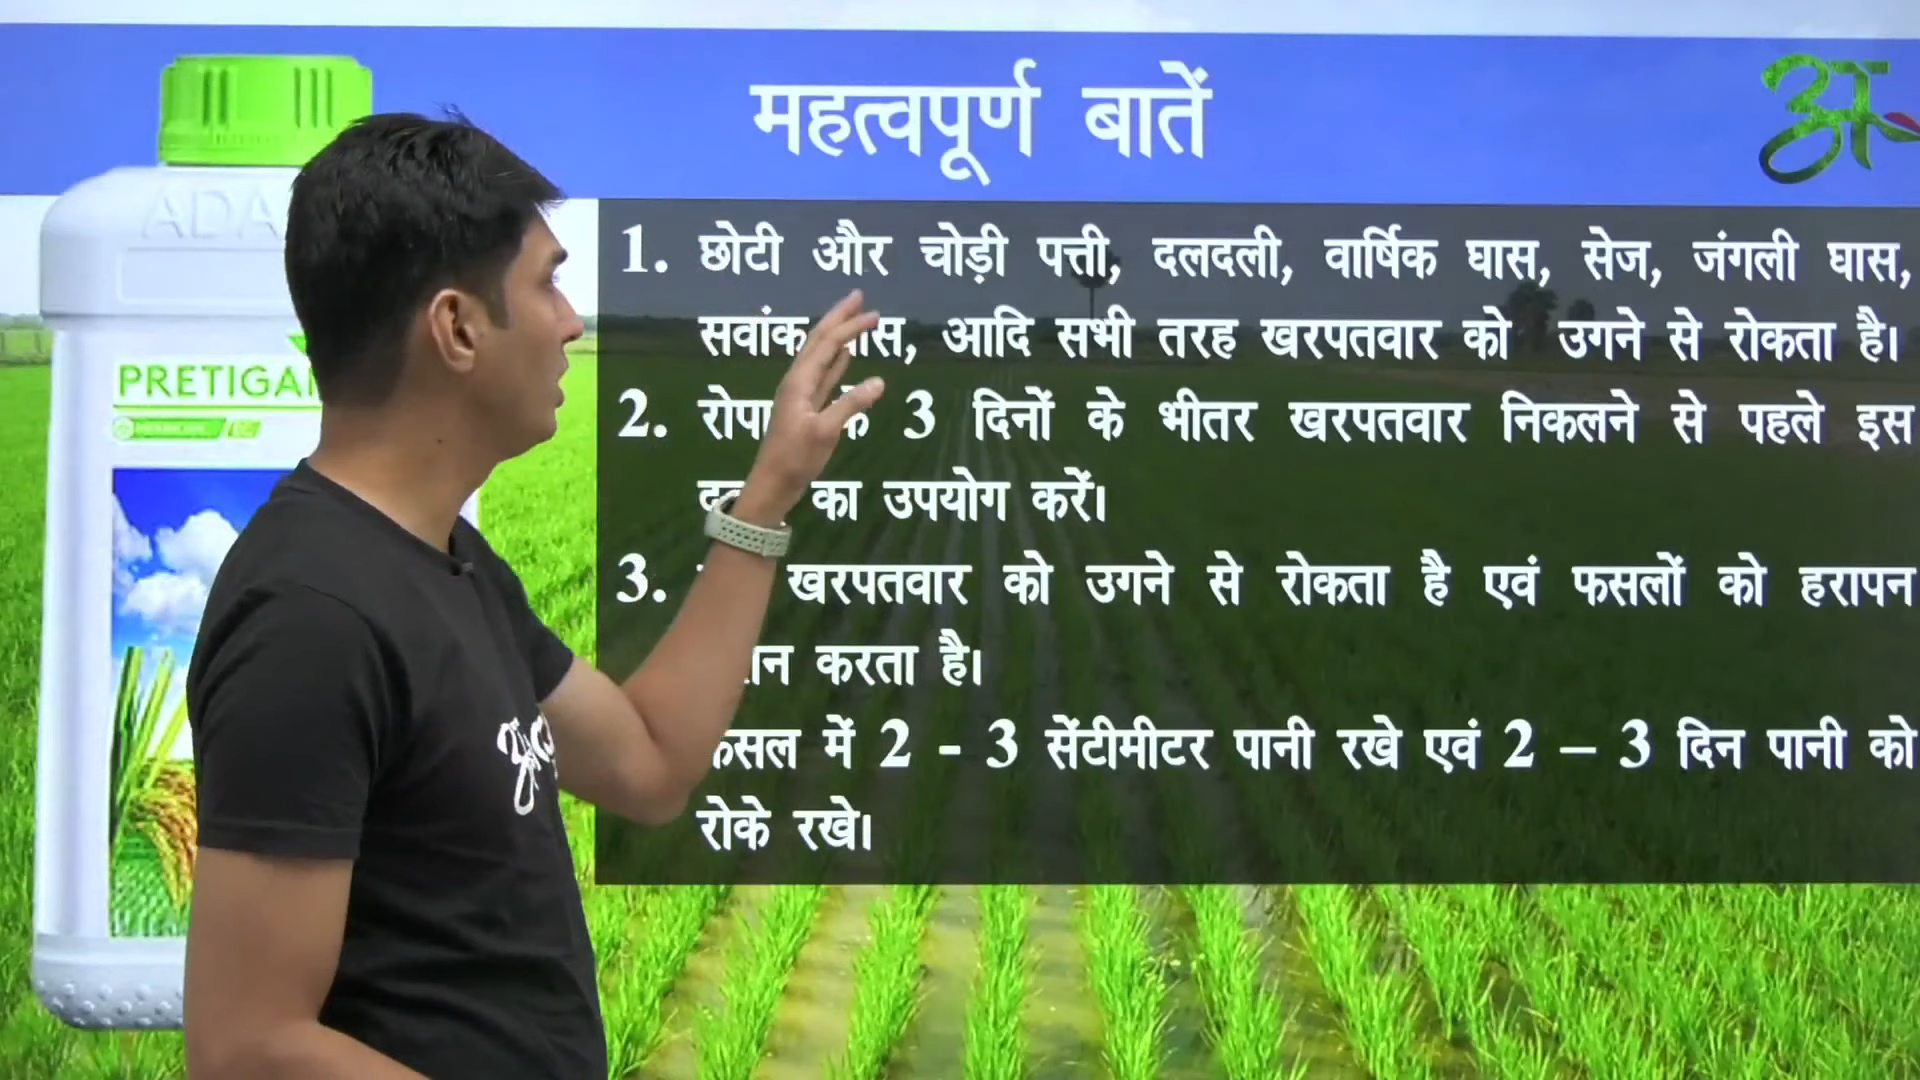 महत्वपूर्ण बातें
अ
ADA
PRETIGA
1. छोटी और चोड़ी पत्ती, दलदली, वार्षिक घास, सेज, जंगली घास,
सवांक आदि सभी तरह खरपतवार को उगने से रोकता है।
2. 3 दिनों के भीतर खरपतवार निकलने से पहले इस
का उपयोग करें।
3. खरपतवार को उगने से रोकता है एवं फसलों को हरापन
करता है।
में 2 - 3 सेंटीमीटर पानी रखे एवं 2 – 3 दिन पानी को
रोके रखे।